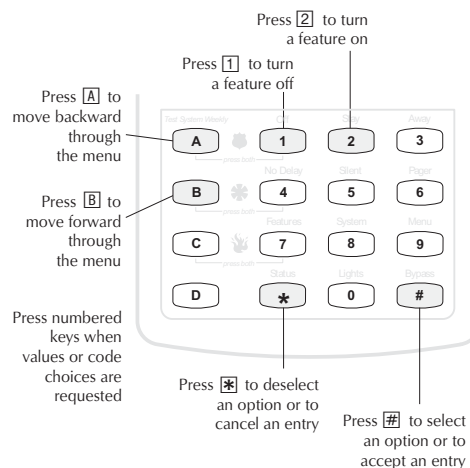 Press 2 to turn
a feature on
Press 1 to turn
a feature off
Press A to
move backward
through
the menu
Test System Weekly
Off
Stay
Away
A
1
2
3
press both
Press B to
move forward
through
the menu
No Delay
Silent
Pager
B
4
5
6
press both
Features
System
Menu
C
7
8
9
press both
Status
Lights
Bypass
D
*
0
#
Press numbered
keys when
values or code
choices are
requested
Press * to deselect
an option or to
cancel an entry
Press # to select
an option or to
accept an entry